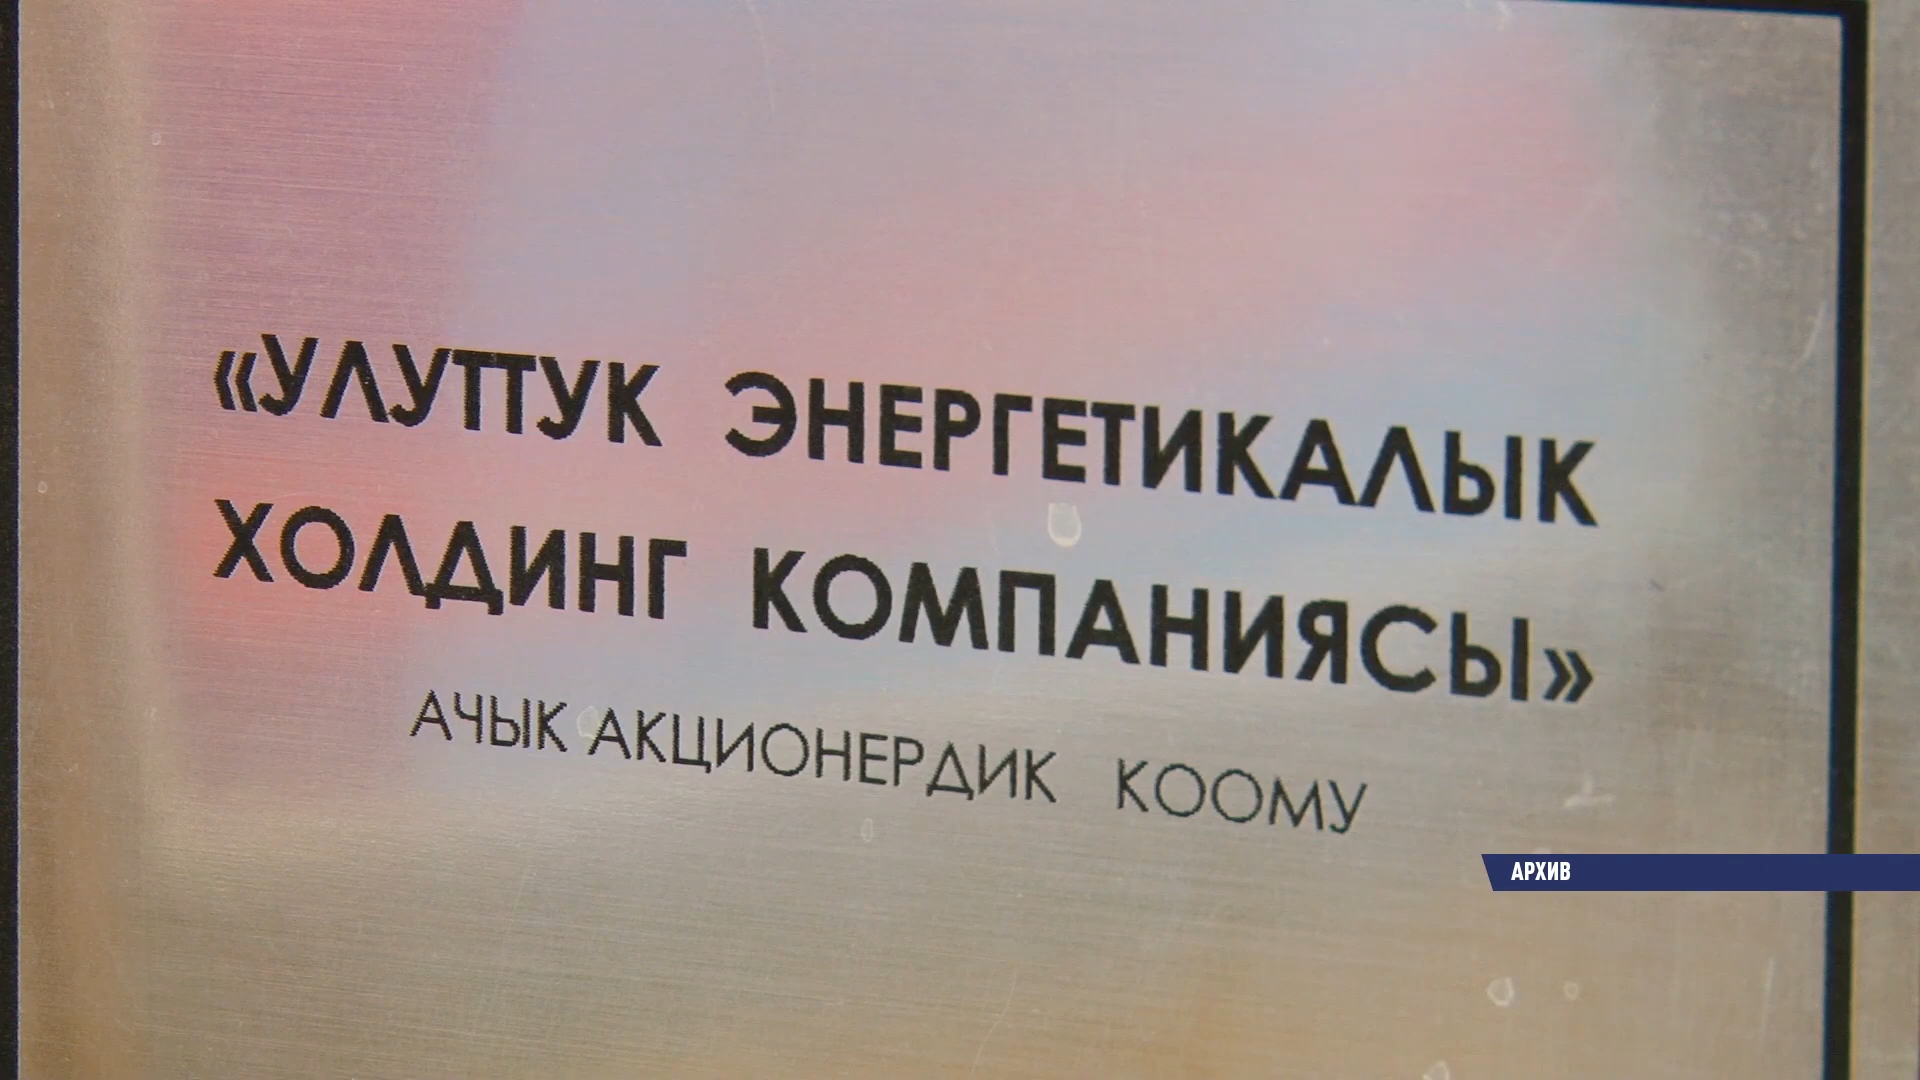 «УЛУТТУК ЭНЕРГЕТИКАЛЫК
ХОЛДИНГ КОМПАНИЯСЫ»
АЧЫК АКЦИОНЕРДИК КООМУ
АРХИВ